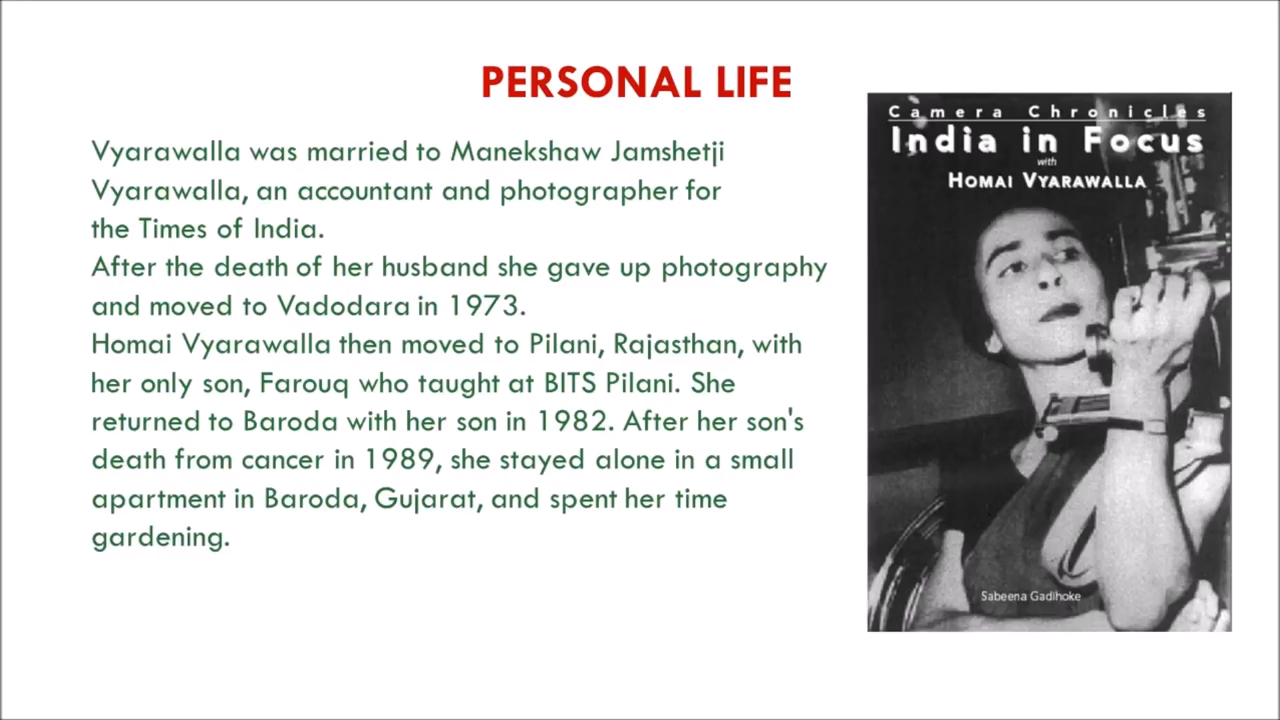 PERSONAL LIFE
Vyarawalla was married to Manekshaw Jamshetji
Vyarawalla, an accountant and photographer for
the Times of India.
After the death of her husband she gave up photography
and moved to Vadodara in 1973.
Homai Vyarawalla then moved to Pilani, Rajasthan, with
her only son, Farouq who taught at BITS Pilani. She
returned to Baroda with her son in 1982. After her son's
death from cancer in 1989, she stayed alone in a small
apartment in Baroda, Gujarat, and spent her time
gardening.
Camera Chronicles
India in Focus
with
HOMAI VYARAWALLA
Sabeena Gadihoke